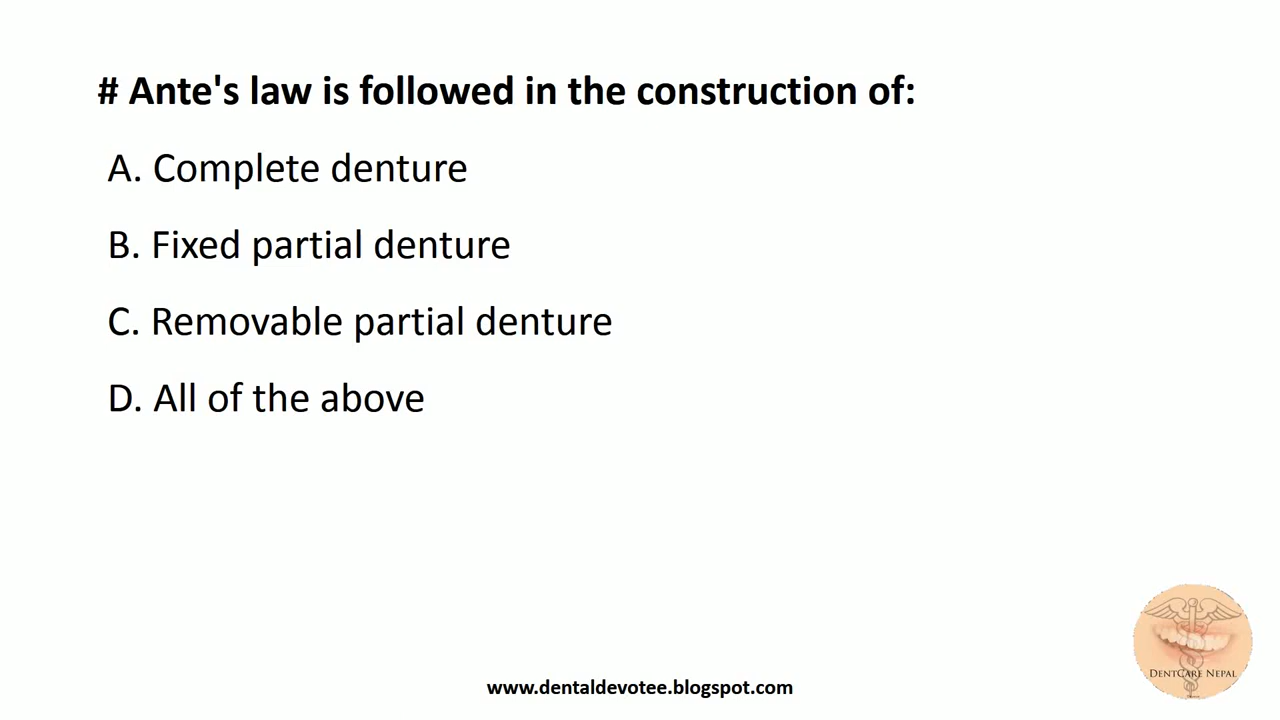 # Ante's law is followed in the construction of:
A. Complete denture
B. Fixed partial denture
C. Removable partial denture
D. All of the above
DENTCARE NEPAL
www.dentaldevotee.blogspot.com